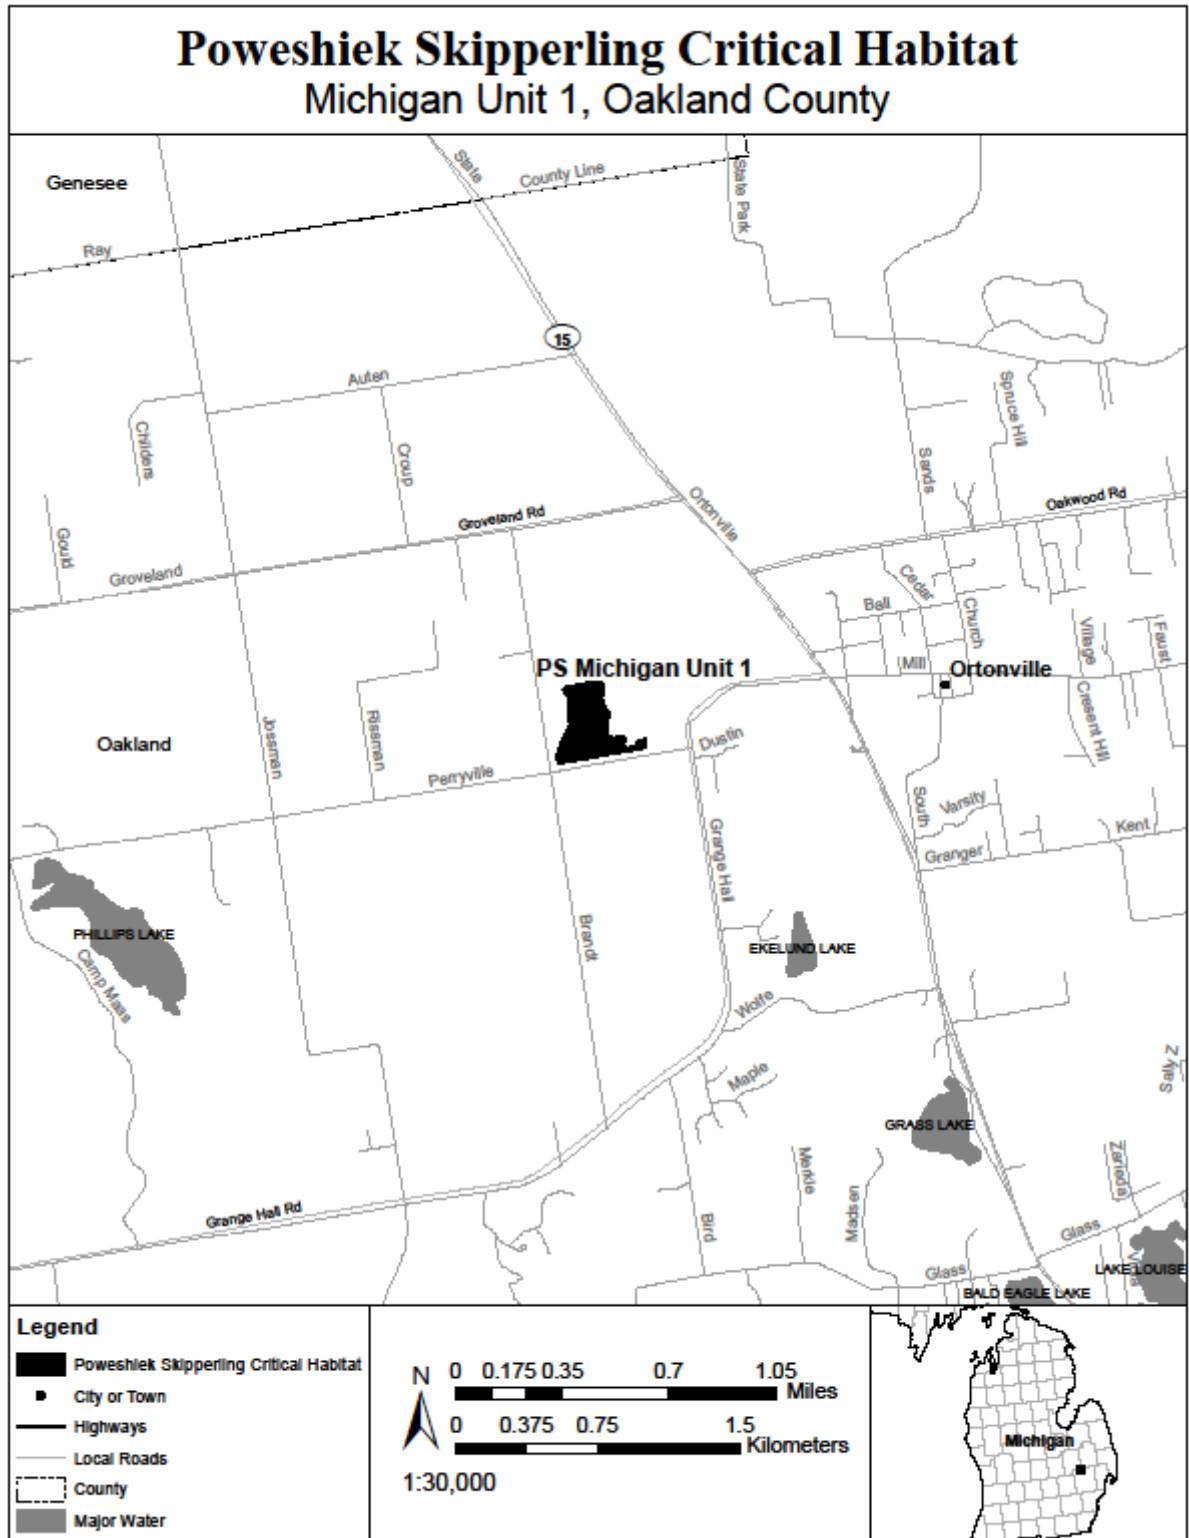 Poweshiek Skipperling Critical Habitat
Michigan Unit 1, Oakland County
Genesee
State
County Line
State Park
Ray
15
Auten
Spruce Hill
Childers
Croup
Sands
Ortonville
Oakwood Rd
Groveland Rd
Gould
Groveland
Cedar
Ball
Church
Village
Faust
PS Michigan Unit 1
Mill
Ortonville
Jossman
Rissman
Cresent Hill
Oakland
Dustin
Perryville
South
Varsity
Grange Hall
Kent
Granger
Brandt
PHILLIPS LAKE
EKELUND LAKE
Camp Maas
Wolfe
Maple
GRASS LAKE
Merkle
Madsen
Zarieda
Grange Hall Rd
Bird
Glass
Glass
LAKE LOUISE
BALD EAGLE LAKE
Legend
Poweshiek Skipperling Critical Habitat
City or Town
Highways
Local Roads
County
Major Water
N
0 0.175 0.35 0.7 1.05
Miles
0 0.375 0.75 1.5
Kilometers
1:30,000
Michigan